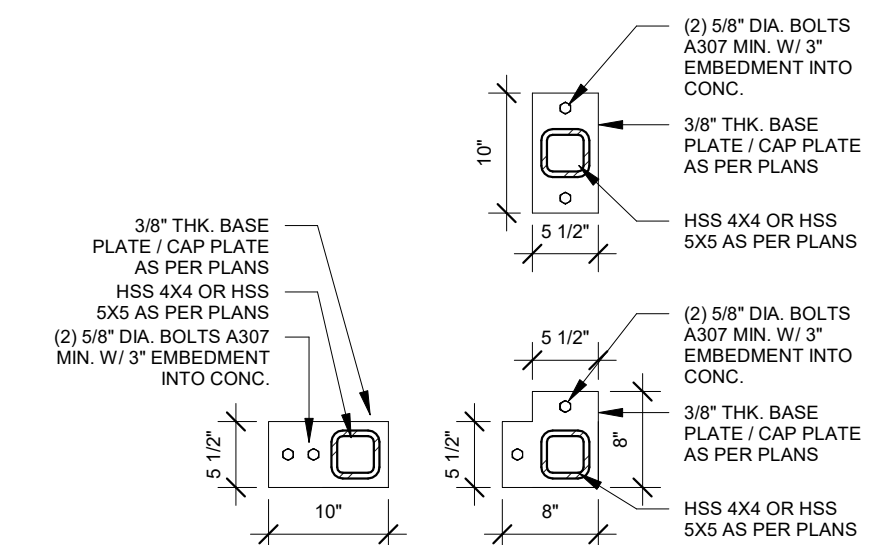 (2) 5/8" DIA. BOLTS
A307 MIN. W/ 3"
EMBEDMENT INTO
CONC.
3/8" THK. BASE
PLATE / CAP PLATE
AS PER PLANS
HSS 4X4 OR HSS
5X5 AS PER PLANS
10"
5 1/2"
3/8" THK. BASE
PLATE / CAP PLATE
AS PER PLANS
HSS 4X4 OR HSS
5X5 AS PER PLANS
(2) 5/8" DIA. BOLTS A307
MIN. W/ 3" EMBEDMENT
INTO CONC.
5 1/2"
10"
(2) 5/8" DIA. BOLTS
A307 MIN. W/ 3"
EMBEDMENT INTO
CONC.
3/8" THK. BASE
PLATE / CAP PLATE
AS PER PLANS
HSS 4X4 OR HSS
5X5 AS PER PLANS
5 1/2"
5 1/2"
8"
8"